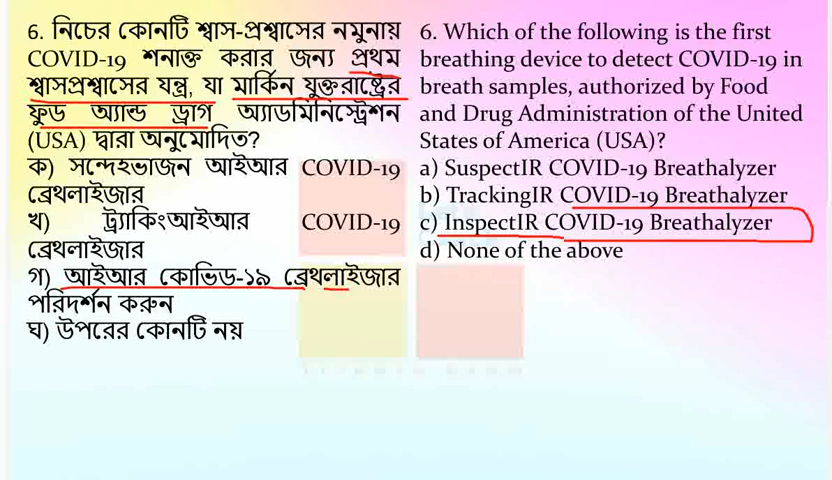 6. নিচের কোনটি শ্বাস-প্রশ্বাসের নমুনায়
COVID-19 শনাক্ত করার জন্য প্রথম
শ্বাসপ্রশ্বাসের যন্ত্র, যা মার্কিন যুক্তরাষ্ট্রের
ফুড অ্যান্ড ড্রাগ অ্যাডমিনিস্ট্রেশন
(USA) দ্বারা অনুমোদিত?
ক) সন্দেহভাজন আইআর COVID-19
ব্রেথলাইজার
খ) ট্র্যাকিংআইআর COVID-19
ব্রেথলাইজার
গ) আইআর কোভিড-১৯ ব্রেথলাইজার
পরিদর্শন করুন
ঘ) উপরের কোনটি নয়
6. Which of the following is the first
breathing device to detect COVID-19 in
breath samples, authorized by Food
and Drug Administration of the United
States of America (USA)?
a) SuspectIR COVID-19 Breathalyzer
b) TrackingIR COVID-19 Breathalyzer
c) InspectIR COVID-19 Breathalyzer
d) None of the above